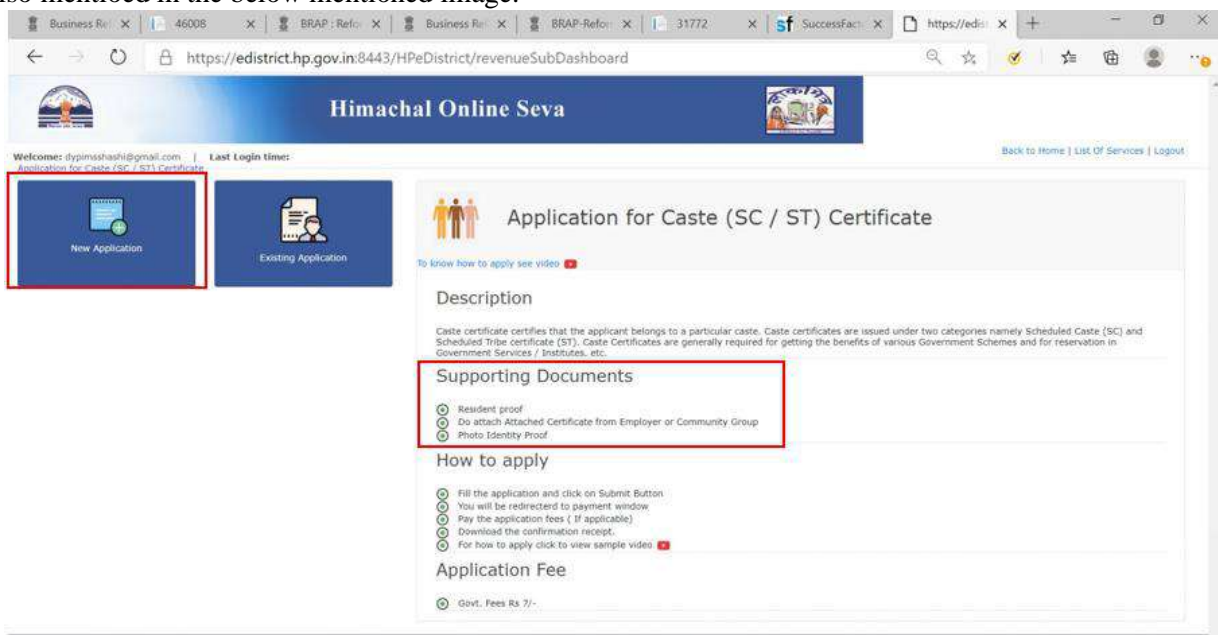 so mentioned in the below mentioned image.
Business Re
46008
BRAP : Refo
Business Re
BRAP-Refor
31772
sf SuccessFact
https://edis
https://edistrict.hp.gov.in:8443/HPeDistrict/revenueSubDashboard
Himachal Online Seva
Welcome: dypimsshashi@gmail.com | Last Login time:
Back to Home | List Of Services | Logout
Application for Caste (SC / ST) Certificate
New Application
Existing Application
Application for Caste (SC / ST) Certificate
To know how to apply see video
Description
Caste certificate certifies that the applicant belongs to a particular caste. Caste certificates are issued under two categories namely Scheduled Caste (SC) and
Scheduled Tribe certificate (ST). Caste Certificates are generally required for getting the benefits of various Government Schemes and for reservation in
Government Services / Institutes, etc.
Supporting Documents
Resident proof
Do attach Attached Certificate from Employer or Community Group
Photo Identity Proof
How to apply
Fill the application and click on Submit Button
You will be redirecterd to payment window
Pay the application fees ( If applicable)
Download the confirmation receipt.
For how to apply click to view sample video
Application Fee
Govt. Fees Rs 7/-